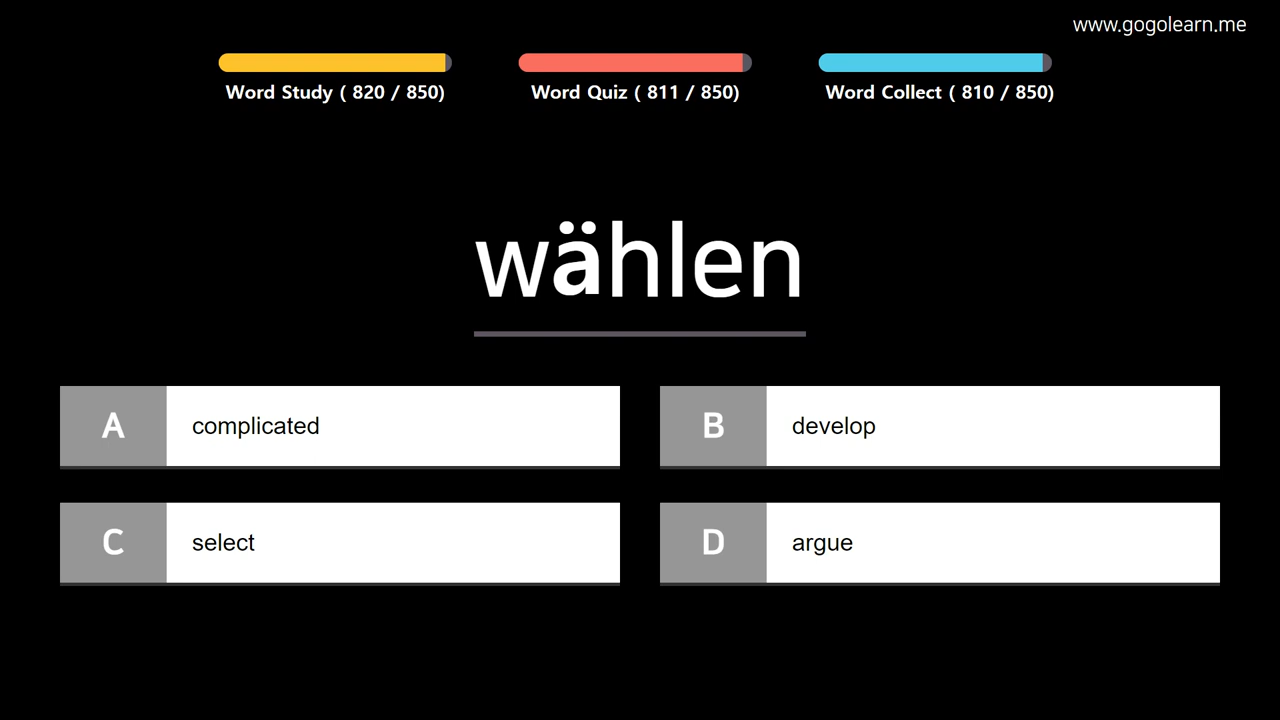 www.gogolearn.me
Word Study ( 820 / 850)
Word Quiz ( 811 / 850)
Word Collect ( 810 / 850)
wählen
A complicated
B develop
C select
D argue